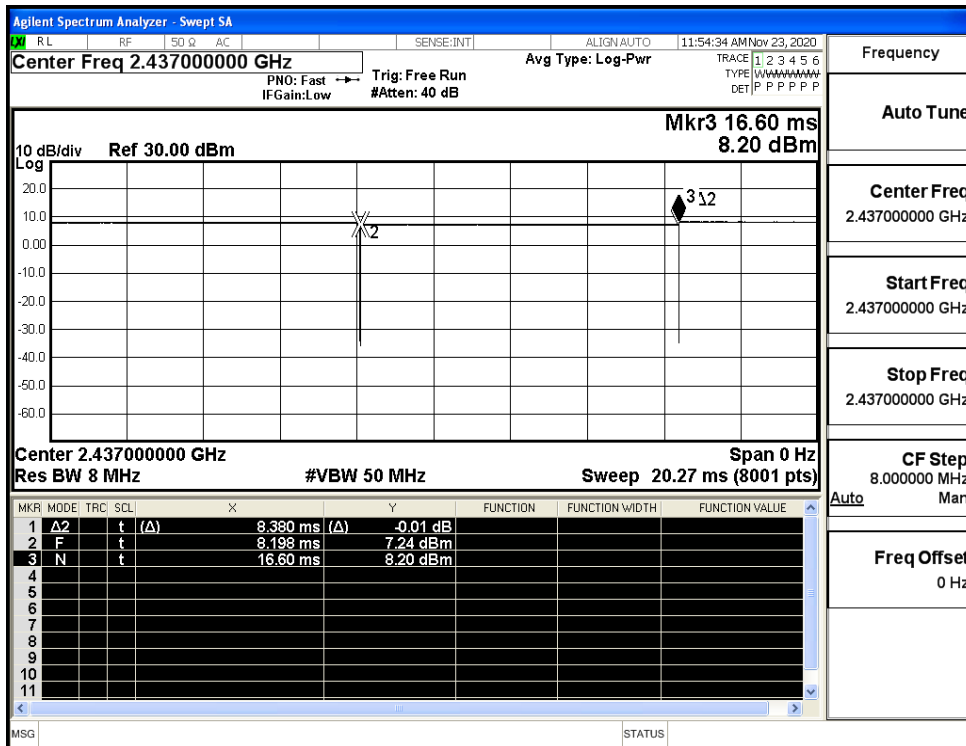 Agilent Spectrum Analyzer - Swept SA
LXI RL RF 50 Ω AC SENSE:INT ALIGN AUTO 11:54:34 AM Nov 23, 2020
Center Freq 2.437000000 GHz
PNO: Fast
IFGain:Low
Trig: Free Run
#Atten: 40 dB
Avg Type: Log-Pwr
TRACE 1 2 3 4 5 6
TYPE WWWWWW
DET P P P P P P
Mkr3 16.60 ms
8.20 dBm
10 dB/div Ref 30.00 dBm
Log
20.0
10.0
0.00
-10.0
-20.0
-30.0
-40.0
-50.0
-60.0
2
3 Δ2
Center 2.437000000 GHz Span 0 Hz
Res BW 8 MHz #VBW 50 MHz Sweep 20.27 ms (8001 pts)
MKR MODE TRC SCL X Y FUNCTION FUNCTION WIDTH FUNCTION VALUE
1 Δ2 t (Δ) 8.380 ms (Δ) -0.01 dB
2 F t 8.198 ms 7.24 dBm
3 N t 16.60 ms 8.20 dBm
4
5
6
7
8
9
10
11
MSG STATUS
Frequency
Auto Tune
Center Freq
2.437000000 GHz
Start Freq
2.437000000 GHz
Stop Freq
2.437000000 GHz
CF Step
8.000000 MHz
Auto Man
Freq Offset
0 Hz